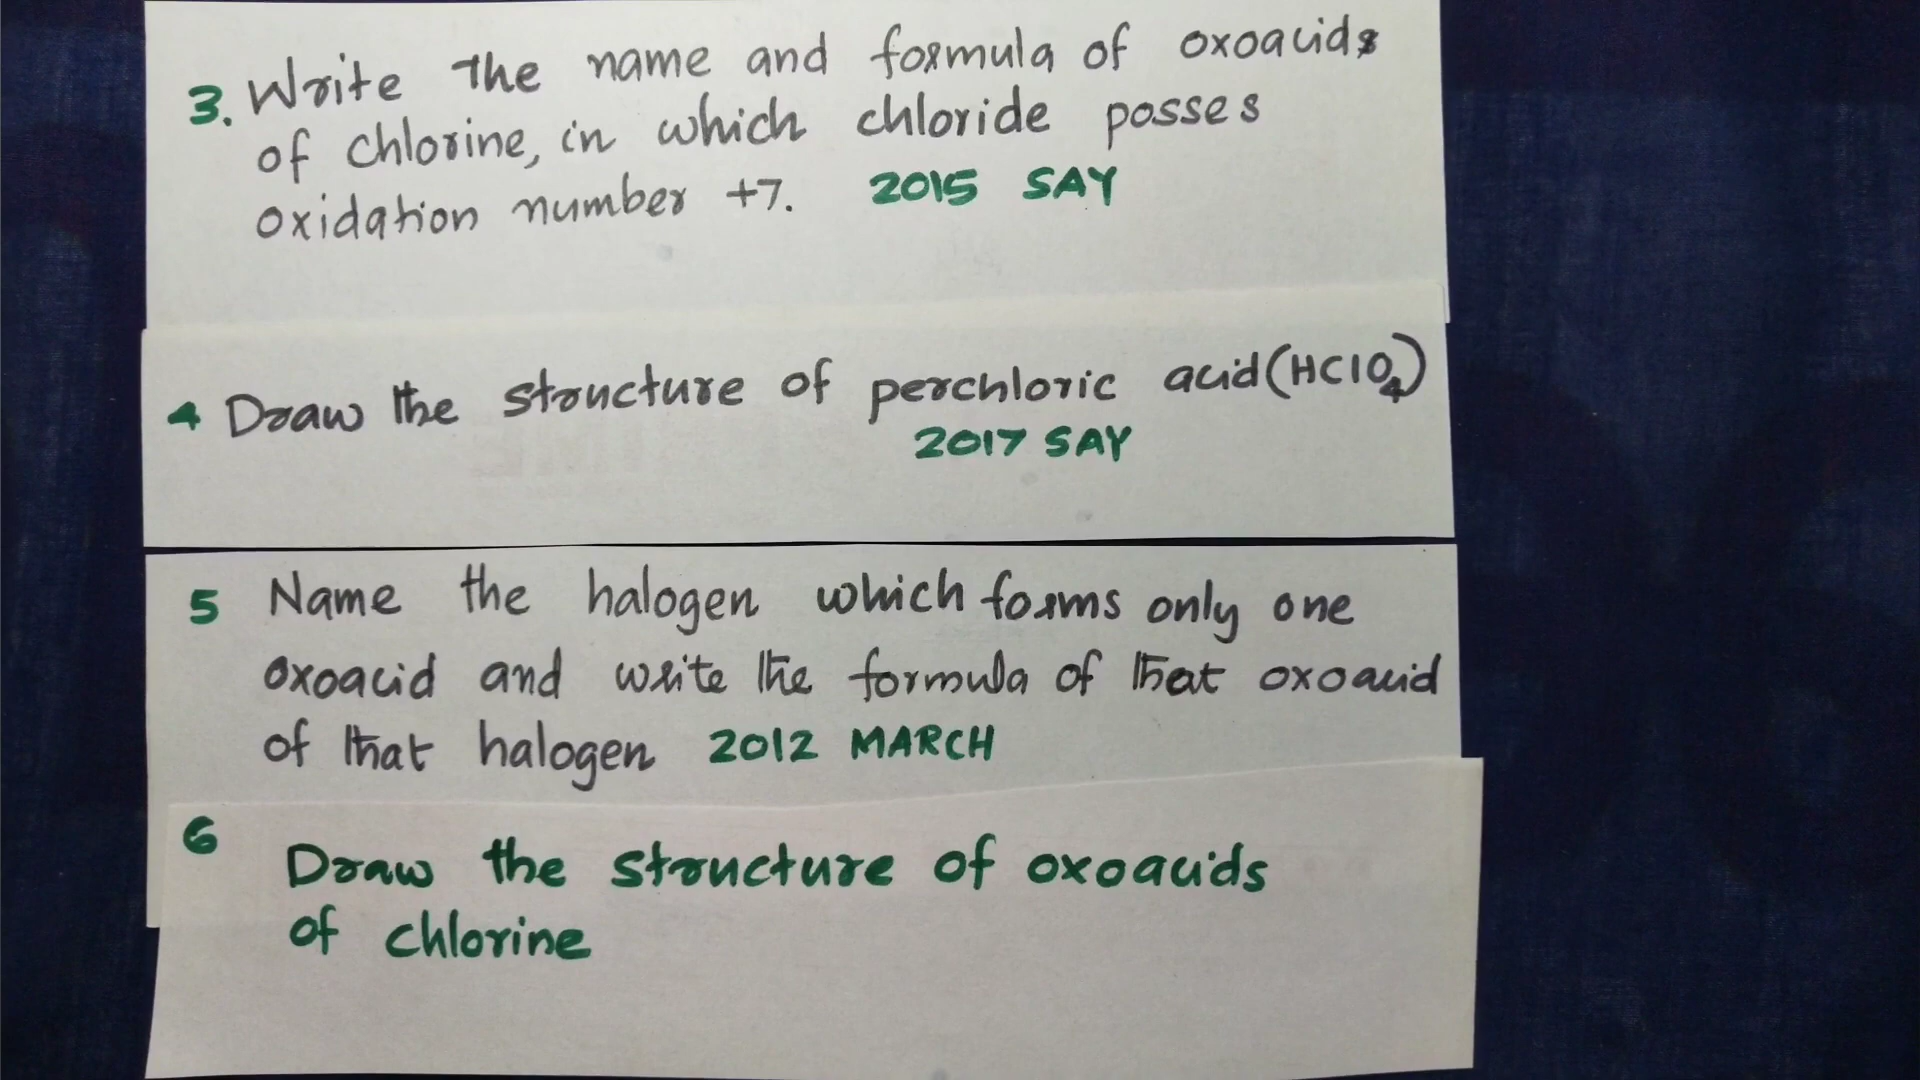 3. Write the name and formula of oxoacids
of chlorine, in which chloride posses
oxidation number +7. 2015 SAY
4 Draw the structure of perchloric acid (HClO4)
2017 SAY
5 Name the halogen which forms only one
oxoacid and write the formula of that oxoacid
of that halogen 2012 MARCH
6 Draw the structure of oxoacids
of chlorine